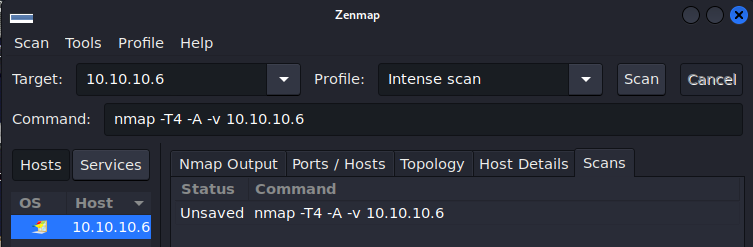 Zenmap
Scan Tools Profile Help
Target: 10.10.10.6 Profile: Intense scan Scan Cancel
Command: nmap -T4 -A -v 10.10.10.6
Hosts Services Nmap Output Ports / Hosts Topology Host Details Scans
OS Host Status Command
10.10.10.6 Unsaved nmap -T4 -A -v 10.10.10.6